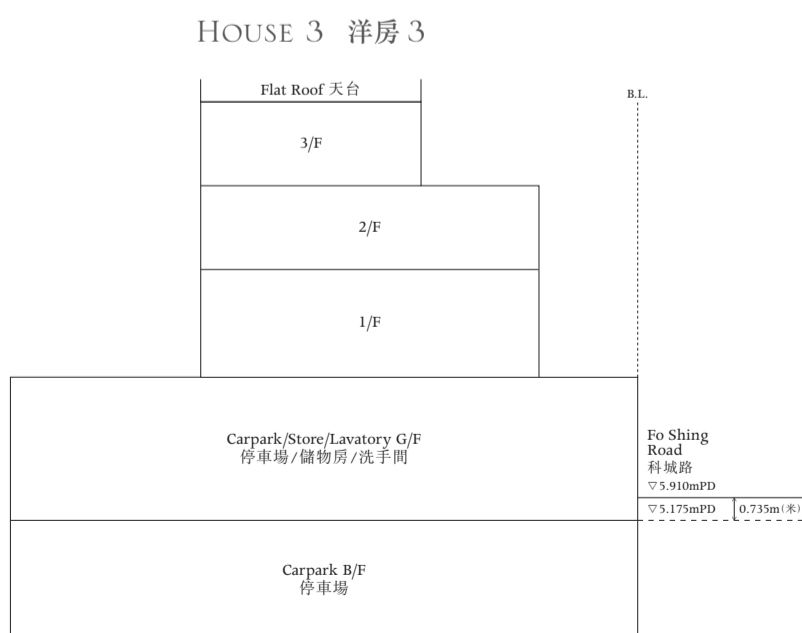 HOUSE 3 洋房 3
Flat Roof 天台
B.L.
3/F
2/F
1/F
Carpark/Store/Lavatory G/F
停車場/儲物房/洗手間
Fo Shing
Road
科城路
▽5.910mPD
▽5.175mPD
0.735m(米)
Carpark B/F
停車場